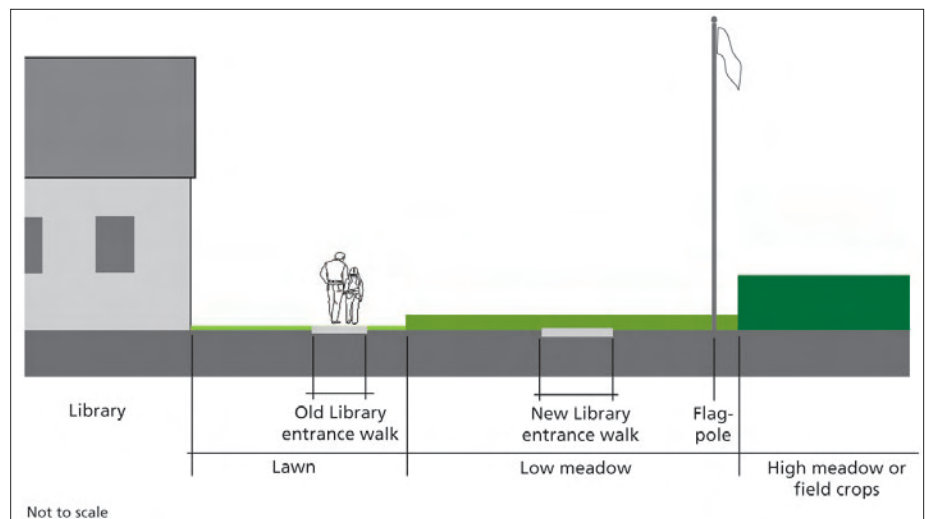 Library
Old Library
entrance walk
New Library
entrance walk
Flag-
pole
Lawn
Low meadow
High meadow or
field crops
Not to scale